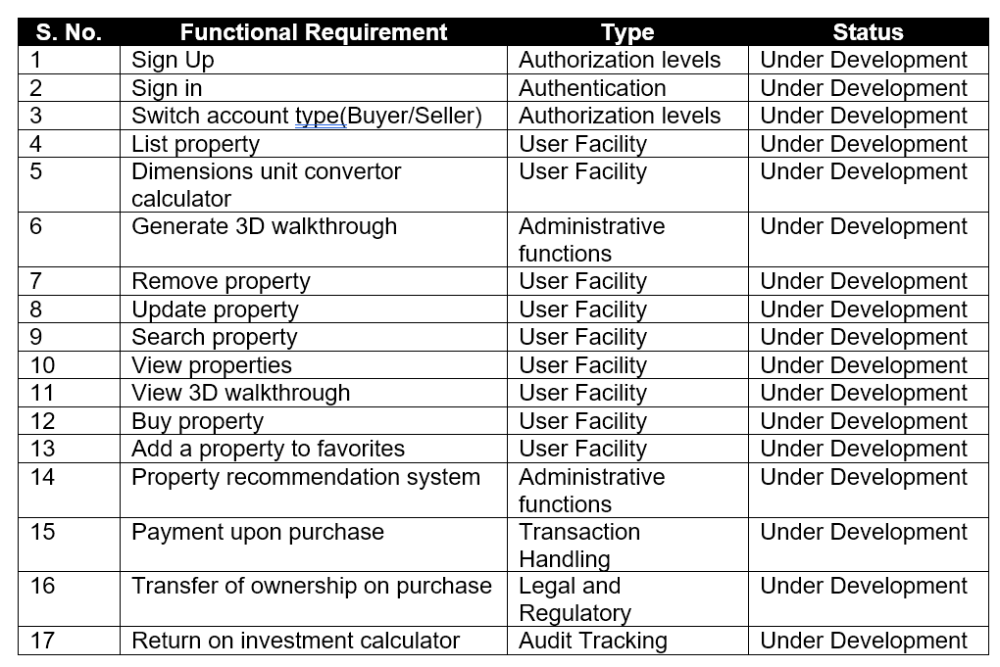 S. No. Functional Requirement Type Status
1 Sign Up Authorization levels Under Development
2 Sign in Authentication Under Development
3 Switch account type(Buyer/Seller) Authorization levels Under Development
4 List property User Facility Under Development
5 Dimensions unit convertor User Facility Under Development
calculator
6 Generate 3D walkthrough Administrative Under Development
functions
7 Remove property User Facility Under Development
8 Update property User Facility Under Development
9 Search property User Facility Under Development
10 View properties User Facility Under Development
11 View 3D walkthrough User Facility Under Development
12 Buy property User Facility Under Development
13 Add a property to favorites User Facility Under Development
14 Property recommendation system Administrative Under Development
functions
15 Payment upon purchase Transaction Under Development
Handling
16 Transfer of ownership on purchase Legal and Under Development
Regulatory
17 Return on investment calculator Audit Tracking Under Development